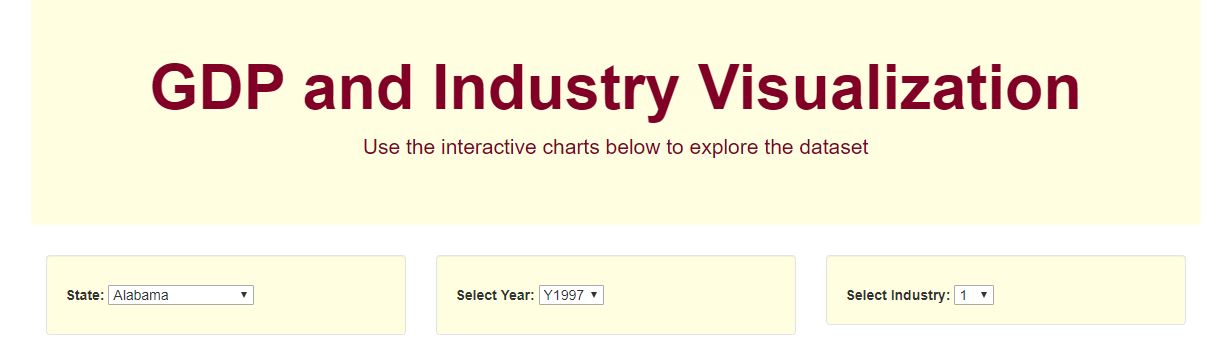 GDP and Industry Visualization
Use the interactive charts below to explore the dataset
State: Alabama
Select Year: Y1997
Select Industry: 1